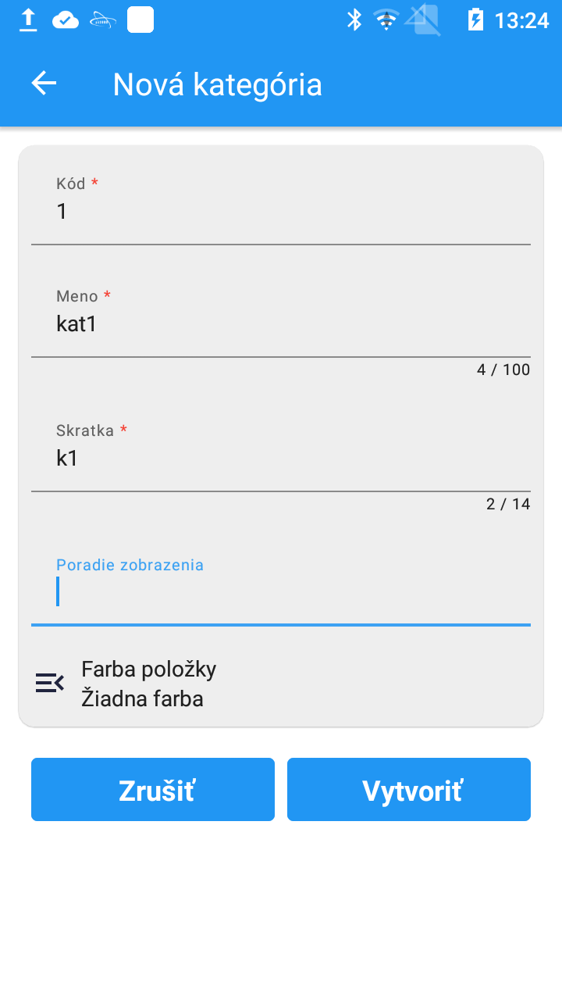 13:24
Nová kategória
Kód *
1
Meno *
kat1
4 / 100
Skratka *
k1
2 / 14
Poradie zobrazenia
Farba položky
Žiadna farba
Zrušiť
Vytvoriť